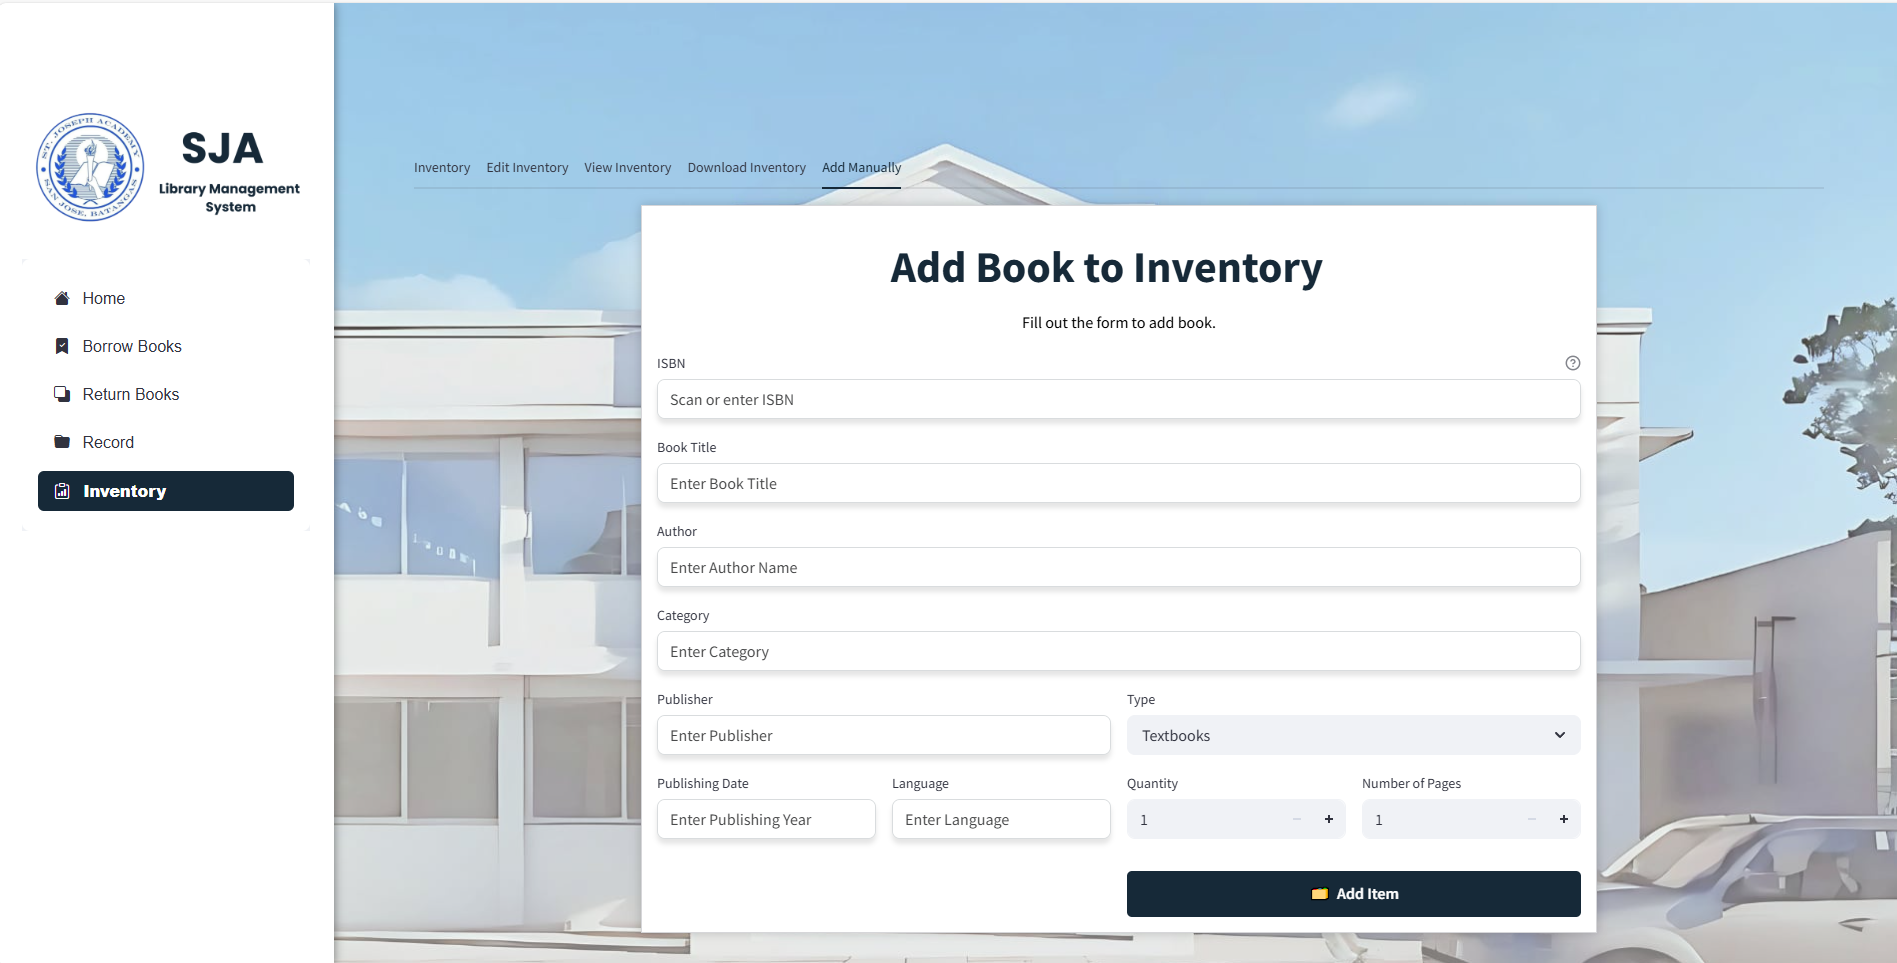 ST. JOSEPH ACADEMY
SAN JOSE, BATANGAS
SJA
Library Management
System
Home
Borrow Books
Return Books
Record
Inventory
Inventory Edit Inventory View Inventory Download Inventory Add Manually
Add Book to Inventory
Fill out the form to add book.
ISBN
Scan or enter ISBN
Book Title
Enter Book Title
Author
Enter Author Name
Category
Enter Category
Publisher Type
Enter Publisher Textbooks
Publishing Date Language Quantity Number of Pages
Enter Publishing Year Enter Language 1 − + 1 − +
Add Item